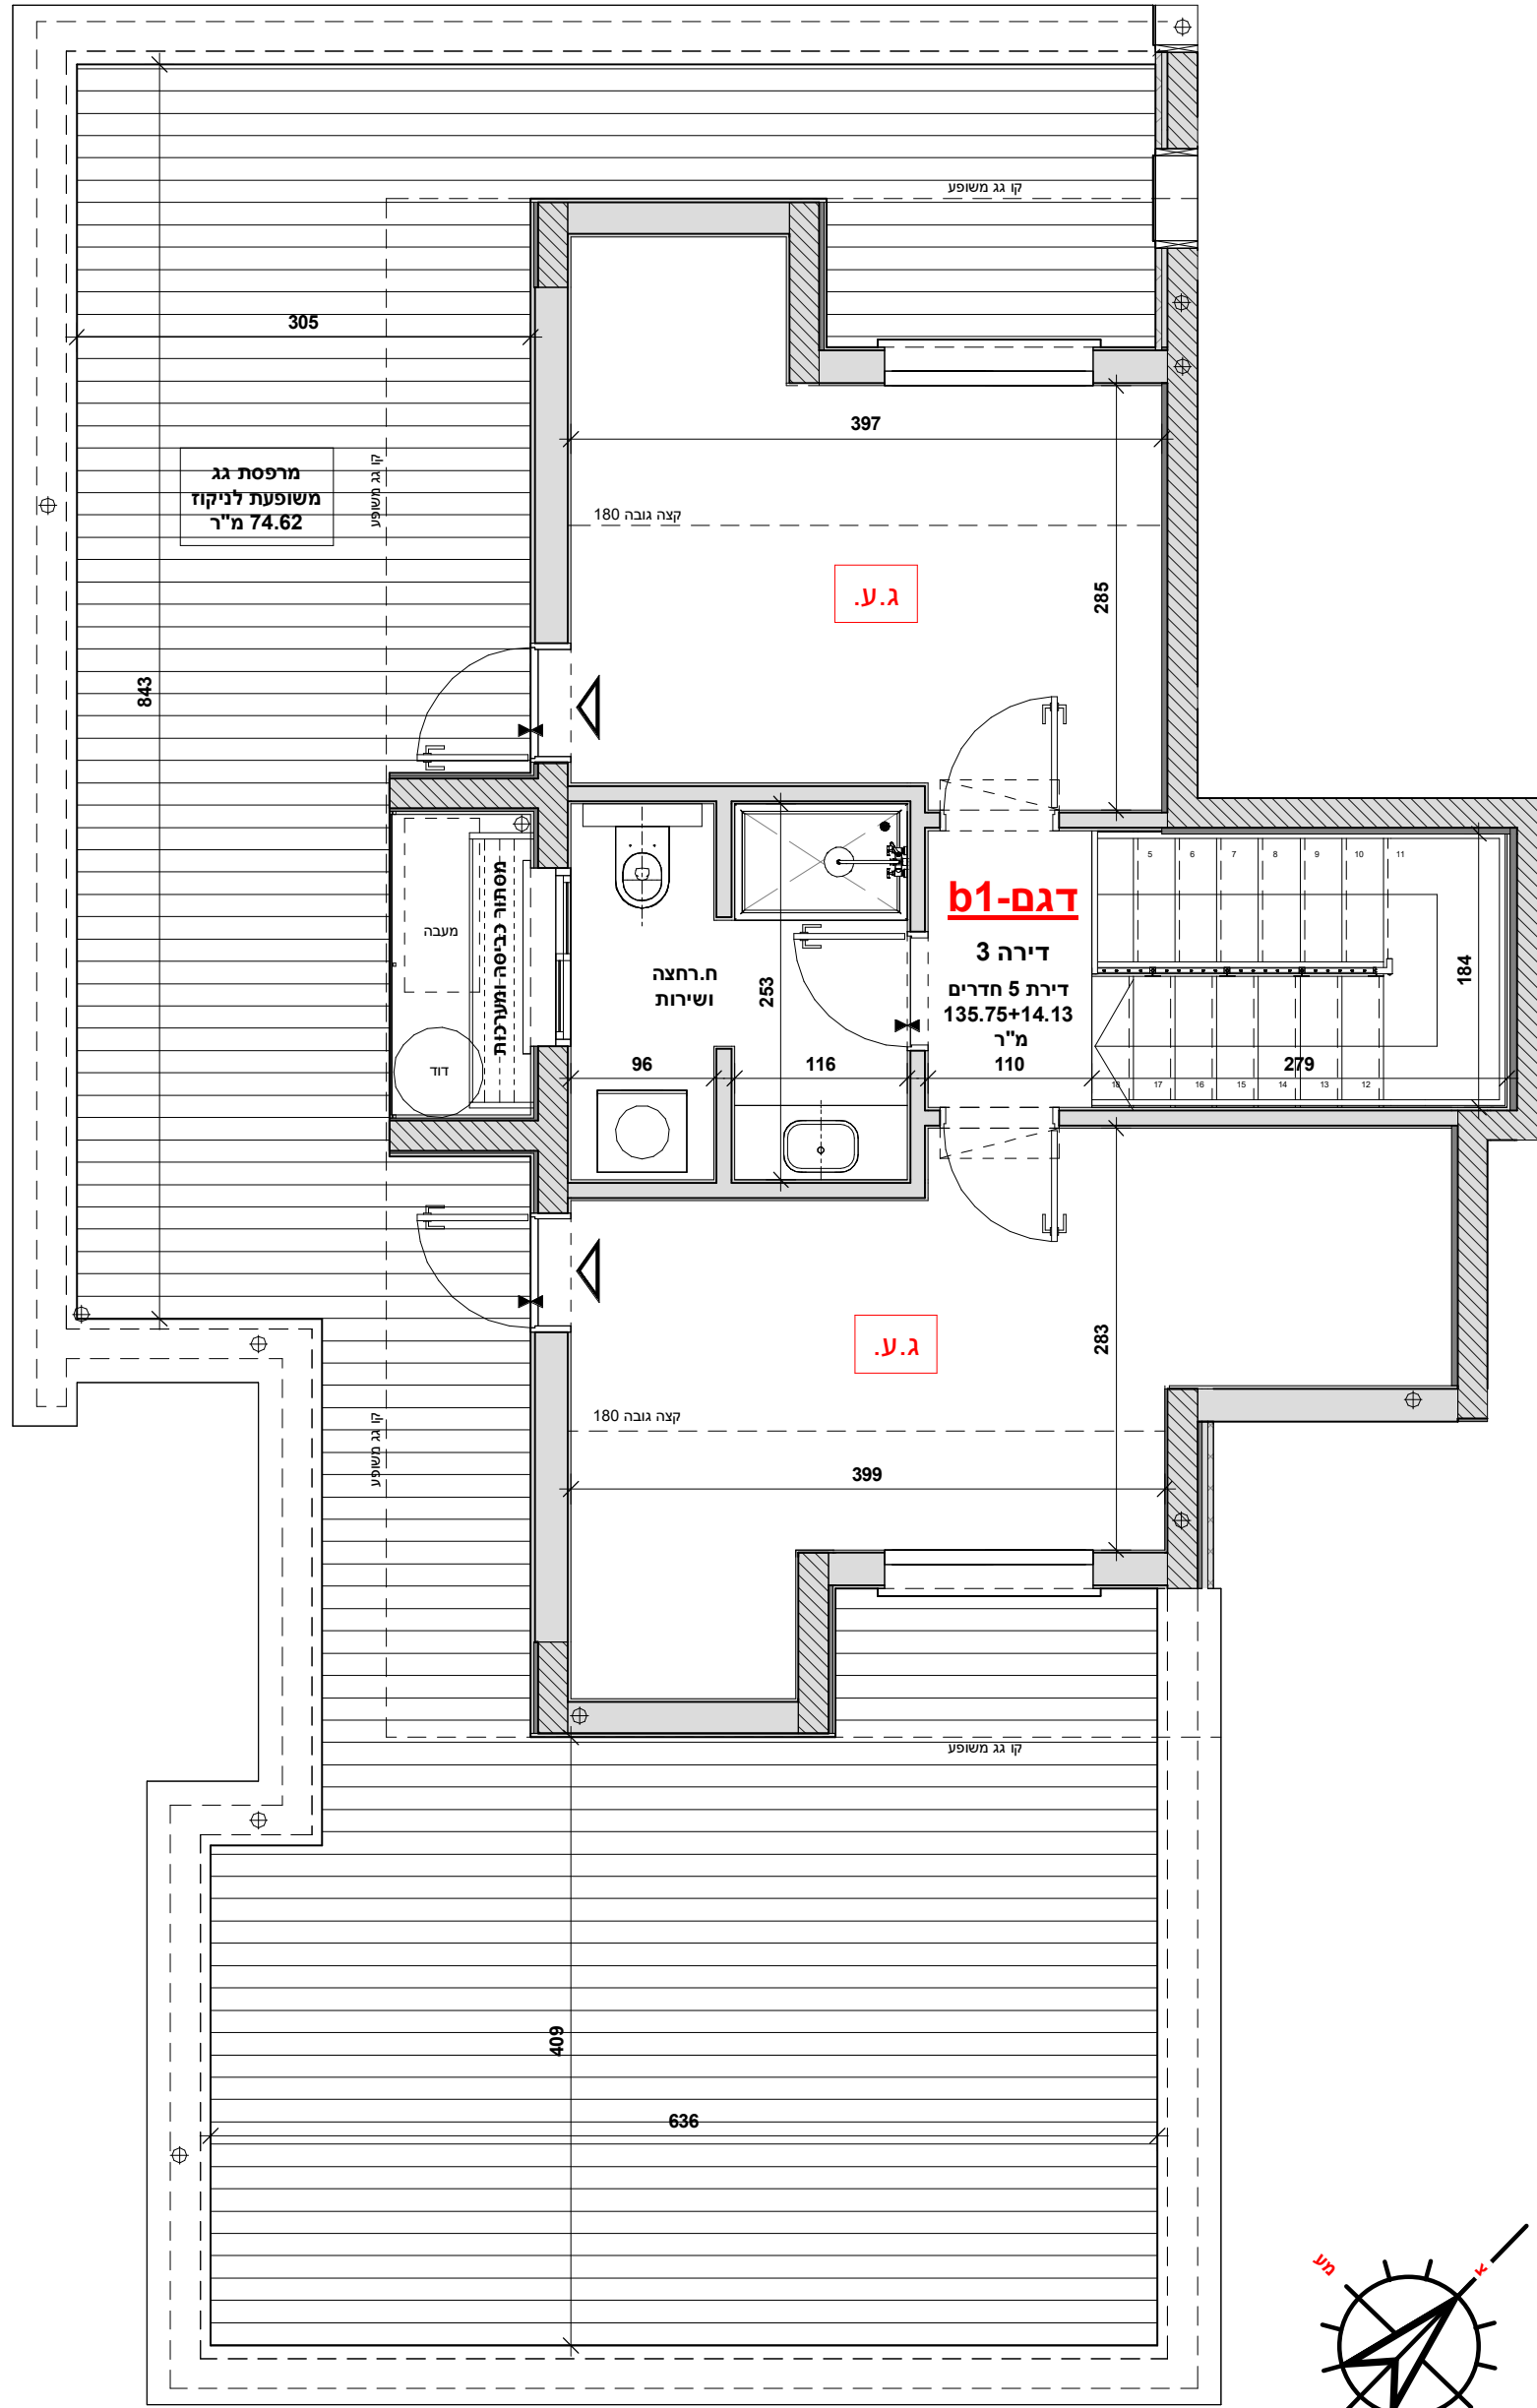 קו גג משופע
305
397
מרפסת גג
משופעת לניקוז
74.62 מ"ר
קו גג משופע
קצה גובה 180
ג.ע.
285
843
5 6 7 8 9 10 11
דגם-b1
דירה 3
דירת 5 חדרים
135.75+14.13
מ"ר
110
184
279
18 17 16 15 14 13 12
מסתור כביסה ומערכות
מעבה
דוד
ח.רחצה
ושירות
253
96
116
ג.ע.
283
קצה גובה 180
קו גג משופע
399
קו גג משופע
409
636
מע
צ